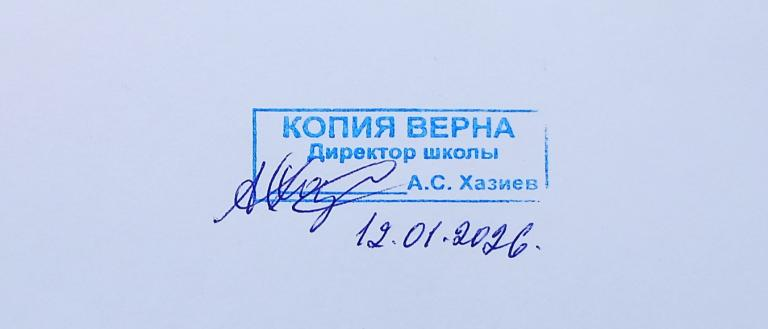 КОПИЯ ВЕРНА
Директор школы
А.С. Хазиев
12.01.2026.